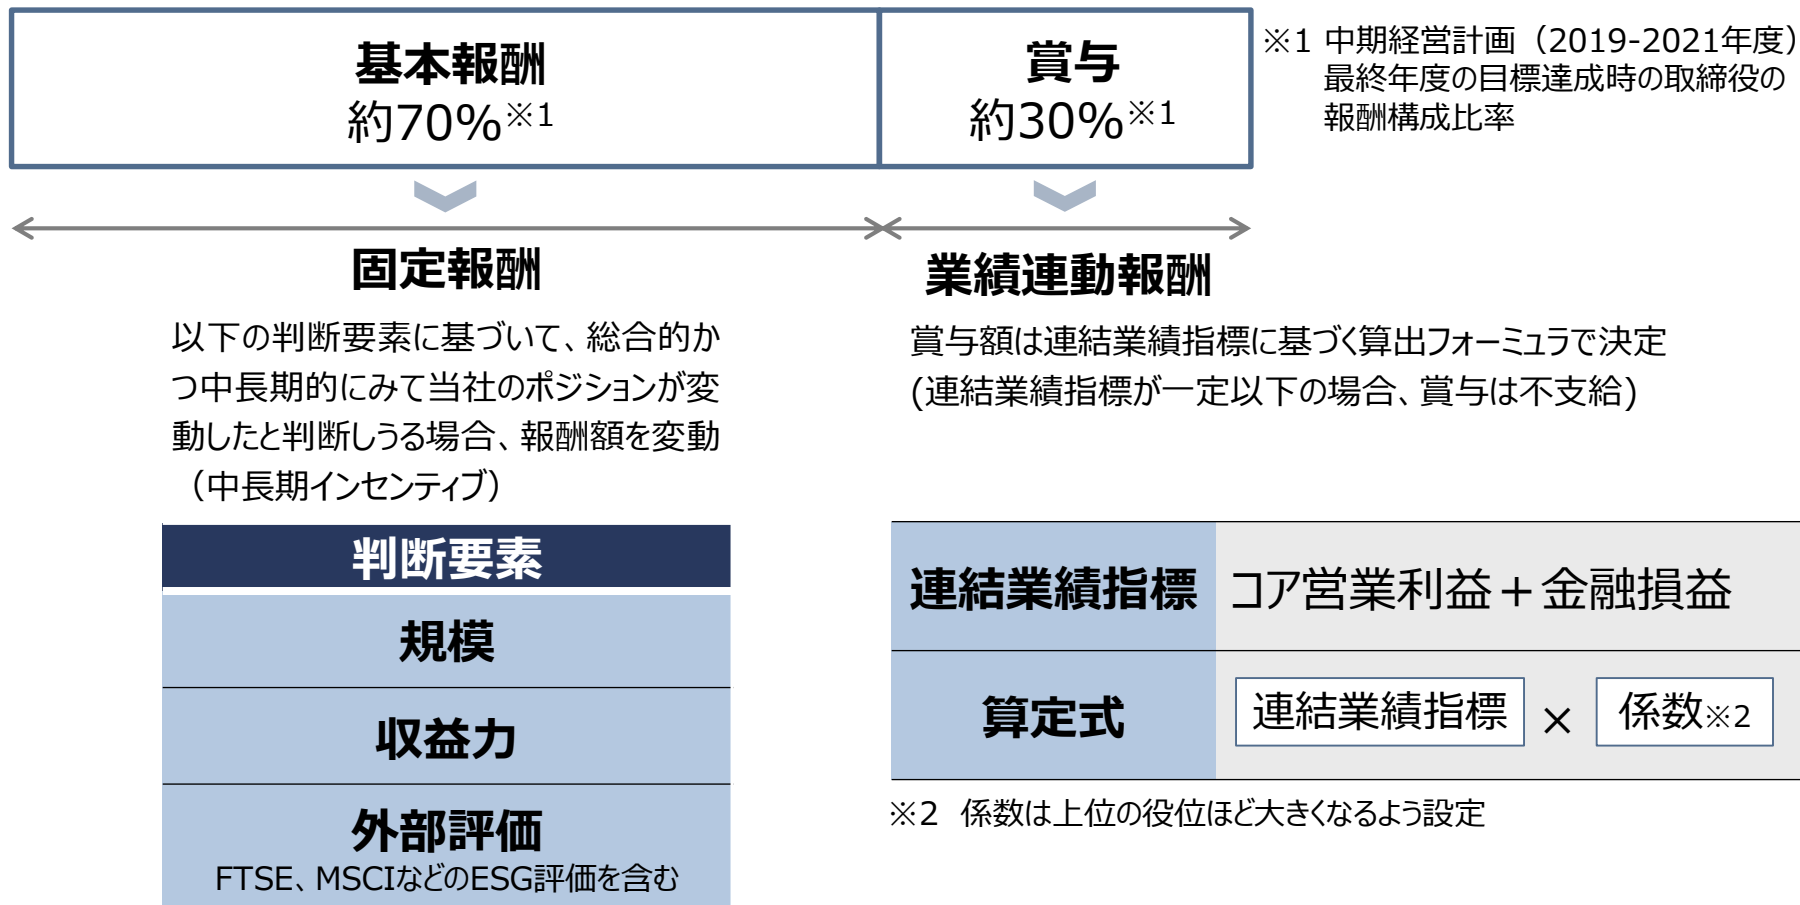 基本報酬
約70%※1
賞与
約30%※1
※1 中期経営計画（2019-2021年度）
最終年度の目標達成時の取締役の
報酬構成比率
固定報酬
以下の判断要素に基づいて、総合的か
つ中長期的にみて当社のポジションが変
動したと判断しうる場合、報酬額を変動
（中長期インセンティブ）
業績連動報酬
賞与額は連結業績指標に基づく算出フォーミュラで決定
(連結業績指標が一定以下の場合、賞与は不支給)
判断要素
規模
収益力
外部評価
FTSE、MSCIなどのESG評価を含む
連結業績指標 コア営業利益＋金融損益
算定式 連結業績指標 × 係数※2
※2 係数は上位の役位ほど大きくなるよう設定